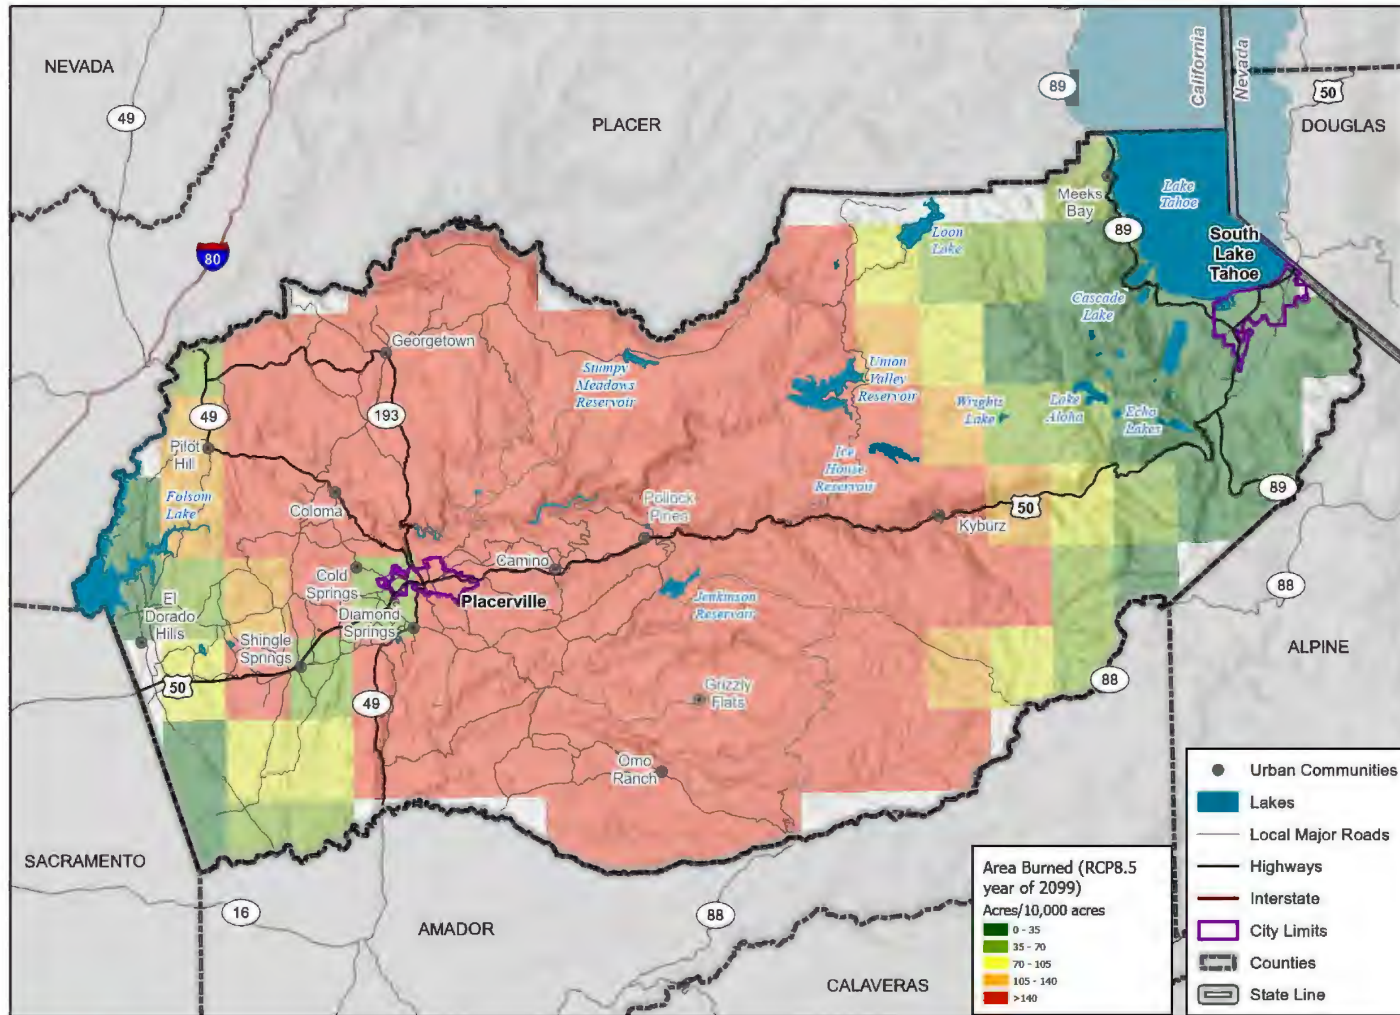 NEVADA
49
80
PLACER
89
California
Nevada
50
DOUGLAS
Meeks
Bay
Lake
Tahoe
89
South
Lake
Tahoe
Loon
Lake
Cascade
Lake
Georgetown
Stumpy
Meadows
Reservoir
Union
Valley
Reservoir
Wrights
Lake
Lake
Aloha
Echo
Lakes
49
193
Pilot
Hill
Ice
House
Reservoir
Folsom
Lake
Coloma
Pollock
Pines
50
Kyburz
89
Camino
Cold
Springs
Placerville
Jenkinson
Reservoir
88
El
Dorado
Hills
Diamond
Springs
Shingle
Springs
50
49
Grizzly
Flats
88
ALPINE
Omo
Ranch
SACRAMENTO
16
AMADOR
88
CALAVERAS
Area Burned (RCP8.5
year of 2099)
Acres/10,000 acres
0 - 35
35 - 70
70 - 105
105 - 140
>140
Urban Communities
Lakes
Local Major Roads
Highways
Interstate
City Limits
Counties
State Line